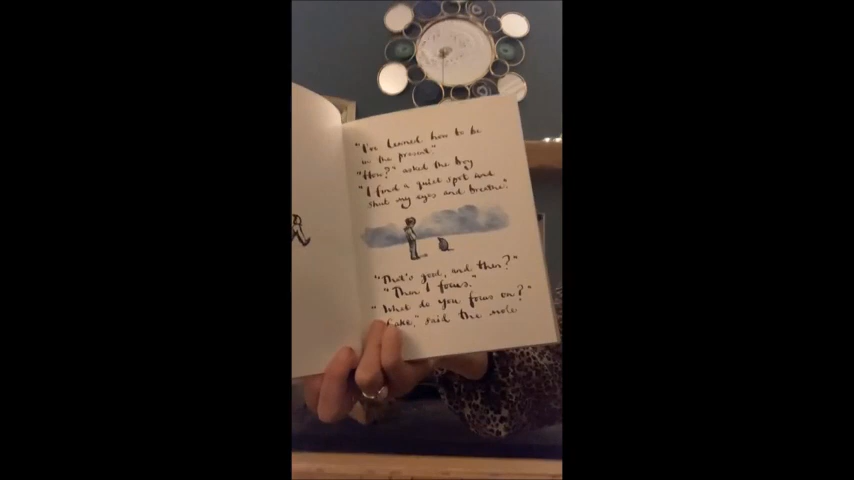 "I've learned how to be
in the present."
"How?" asked the boy
"I find a quiet spot and
shut my eyes and breathe."
"That's good, and then?"
"Then I focus."
"What do you focus on?"
"Cake," said the mole